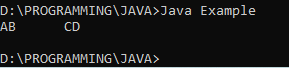 D:\PROGRAMMING\JAVA>Java Example
AB      CD
D:\PROGRAMMING\JAVA>